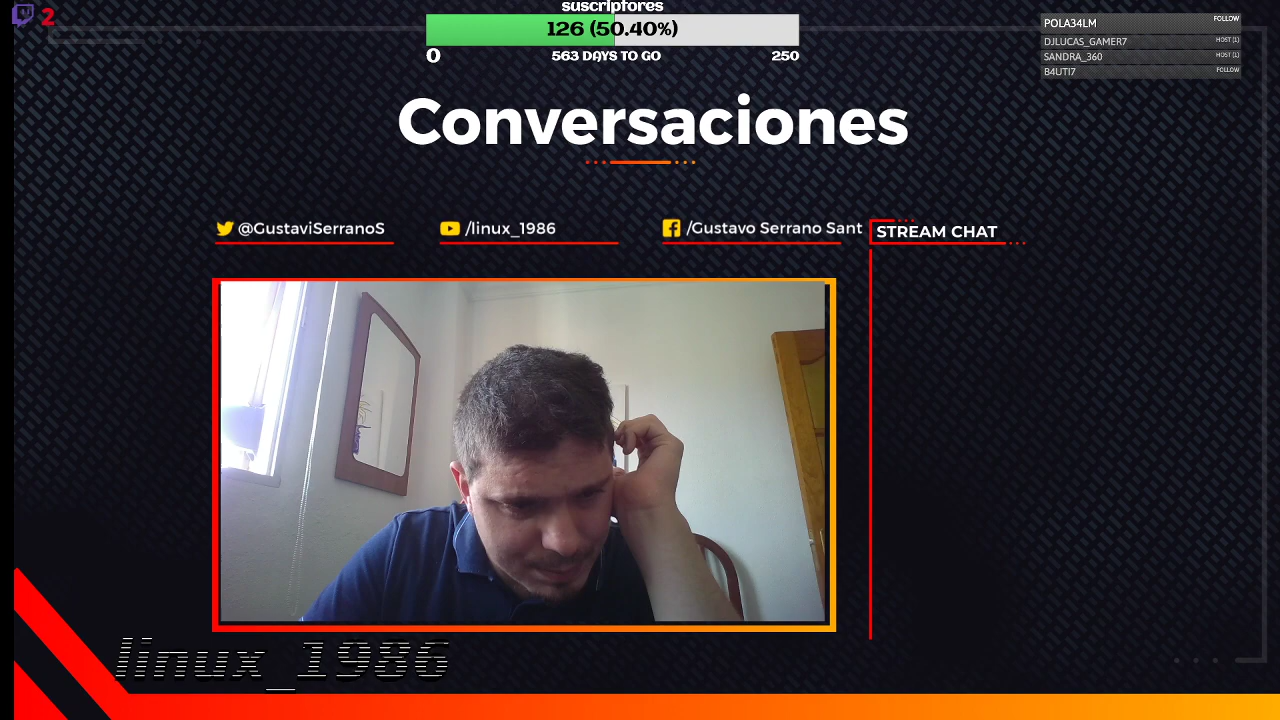 2
suscriptores
126 (50.40%)
0 563 DAYS TO GO 250
POLA34LM FOLLOW
DJLUCAS_GAMER7 HOST (1)
SANDRA_360 HOST (1)
B4UTI7 FOLLOW
Conversaciones
@GustaviSerranoS /linux_1986 /Gustavo Serrano Sant
STREAM CHAT
linux_1986